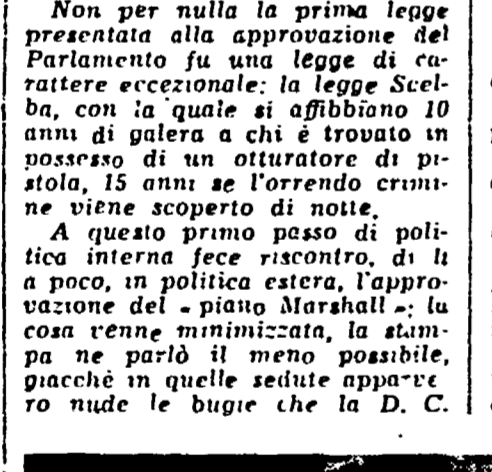 Non per nulla la prima legge
presentata alla approvazione del
Parlamento fu una legge di ca-
rattere eccezionale: la legge Scel-
ba, con la quale si affibbiano 10
anni di galera a chi è trovato in
possesso di un otturatore di pi-
stola, 15 anni se l'orrendo crimi-
ne viene scoperto di notte.
A questo primo passo di poli-
tica interna fece riscontro, di lì
a poco, in politica estera, l'appro-
vazione del « piano Marshall »: la
cosa venne minimizzata, la stam-
pa ne parlò il meno possibile,
giacchè in quelle sedute apparve
ro nude le bugie che la D. C.